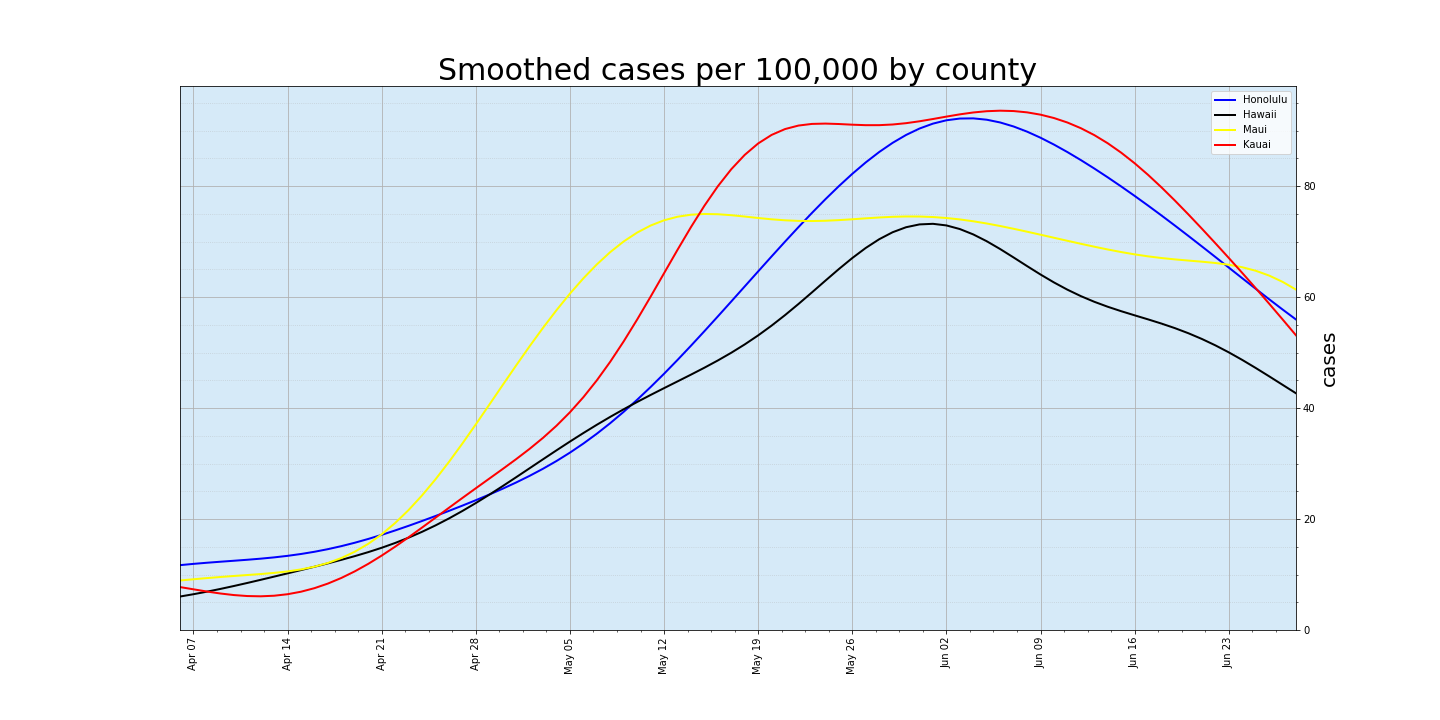 Smoothed cases per 100,000 by county
Honolulu
Hawaii
Maui
Kauai
80
60
40
20
0
cases
Apr 07
Apr 14
Apr 21
Apr 28
May 05
May 12
May 19
May 26
Jun 02
Jun 09
Jun 16
Jun 23